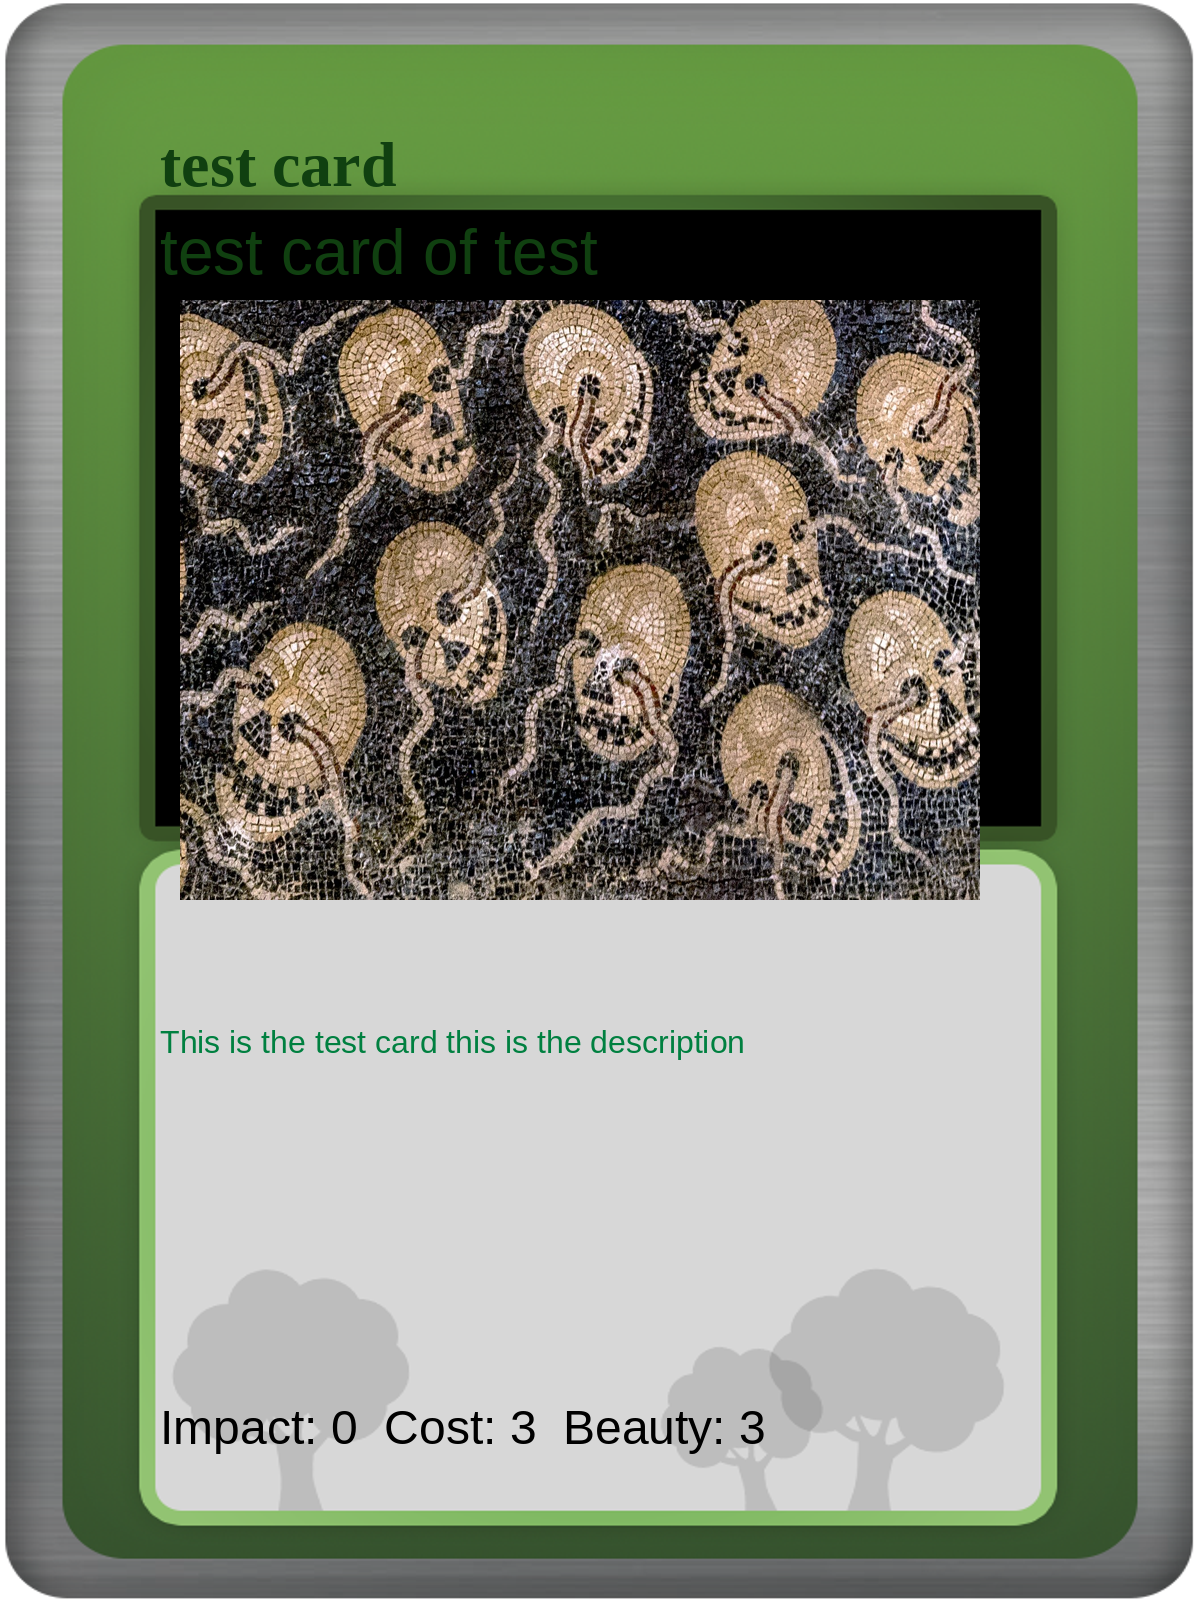 test card
test card of test
This is the test card this is the description
Impact: 0  Cost: 3  Beauty: 3